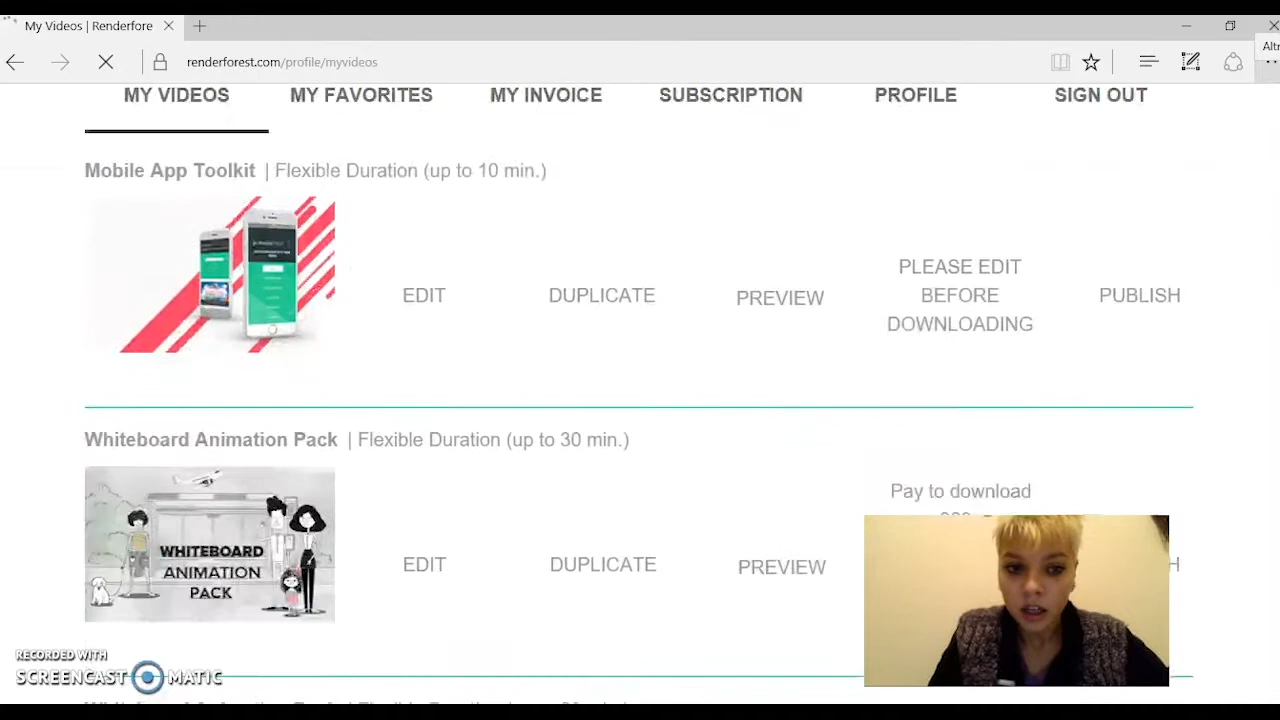 My Videos | Renderfore
Altr
renderforest.com/profile/myvideos
MY VIDEOS MY FAVORITES MY INVOICE SUBSCRIPTION PROFILE SIGN OUT
Mobile App Toolkit | Flexible Duration (up to 10 min.)
EDIT DUPLICATE PREVIEW PLEASE EDIT BEFORE DOWNLOADING PUBLISH
Whiteboard Animation Pack | Flexible Duration (up to 30 min.)
WHITEBOARD
ANIMATION
PACK
Pay to download
EDIT DUPLICATE PREVIEW H
RECORDED WITH
SCREENCAST MATIC